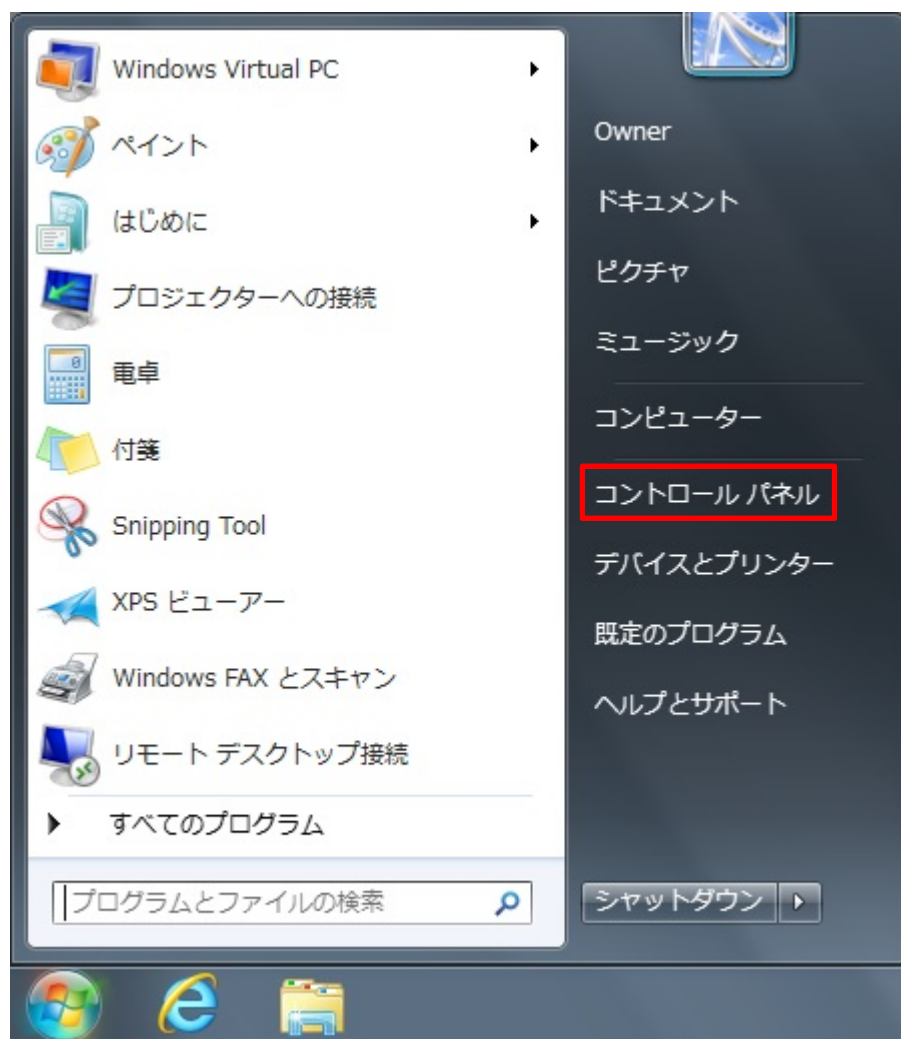 Windows Virtual PC
ペイント
はじめに
プロジェクターへの接続
電卓
付箋
Snipping Tool
XPS ビューアー
Windows FAX とスキャン
リモート デスクトップ接続
すべてのプログラム
プログラムとファイルの検索
Owner
ドキュメント
ピクチャ
ミュージック
コンピューター
コントロール パネル
デバイスとプリンター
既定のプログラム
ヘルプとサポート
シャットダウン